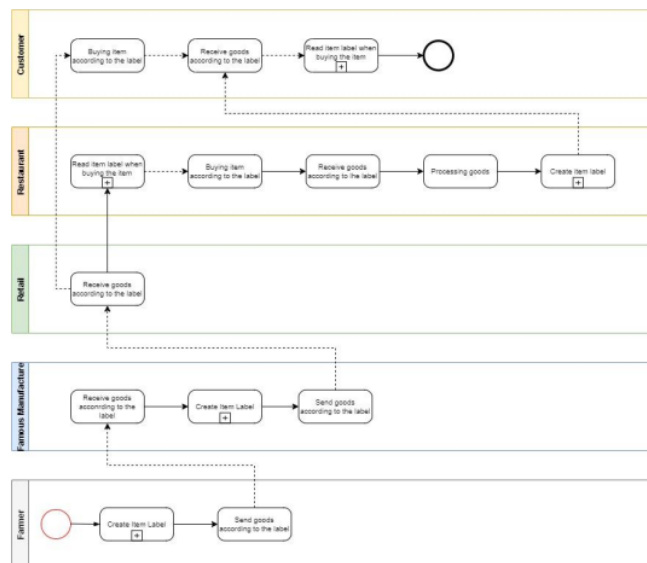 Customer
Buying item
according to the label
Receive goods
according to the label
Read item label when
buying the item
Restaurant
Read item label when
buying the item
Buying item
according to the label
Receive goods
according to lhe label
Processing goods
Create item label
Retail
Receive goods
according to the label
Famous Manufacture
Receive goods
according to the
label
Create Item Label
Send goods
according to the label
Farmer
Create Item Label
Send goods
according to the label